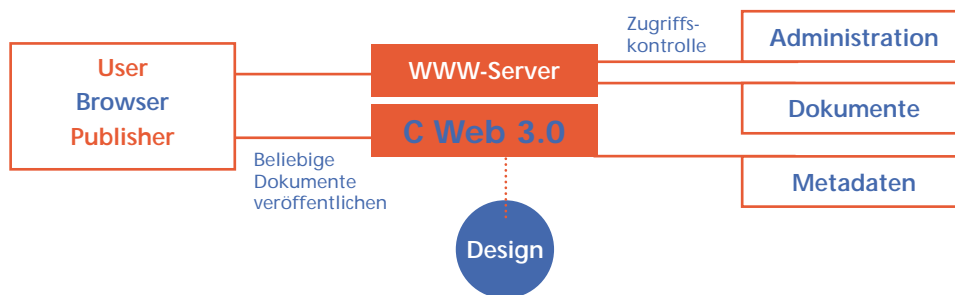 User
Browser
Publisher
Beliebige
Dokumente
veröffentlichen
WWW-Server
C Web 3.0
Design
Zugriffs-
kontrolle
Administration
Dokumente
Metadaten